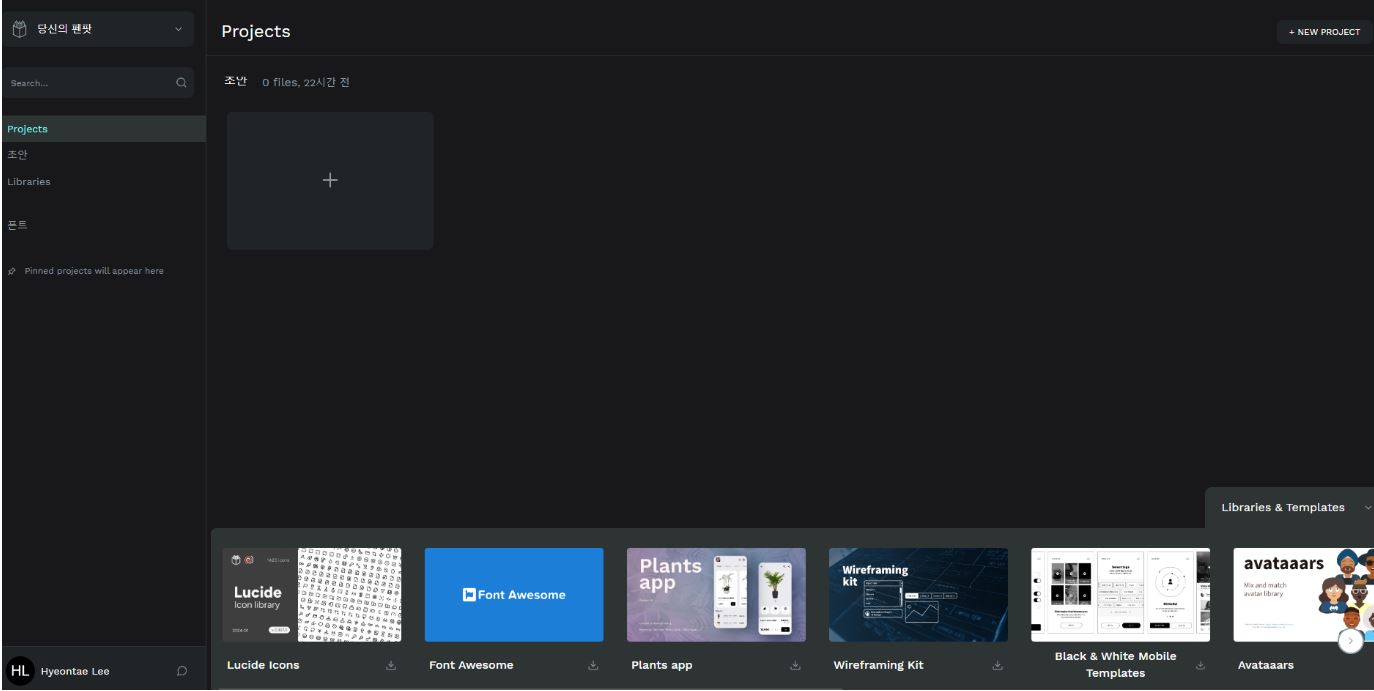 당신의 펜팟
Search...
Projects
조안
Libraries
폰트
Pinned projects will appear here
HL
Hyeontae Lee
Projects
+ NEW PROJECT
조안
0 files, 22시간 전
Libraries & Templates
Lucide
Icon library
Font Awesome
Plants
app
Wireframing
kit
avataaars
Mix and match
avatar library
Lucide Icons
Font Awesome
Plants app
Wireframing Kit
Black & White Mobile
Templates
Avataaars